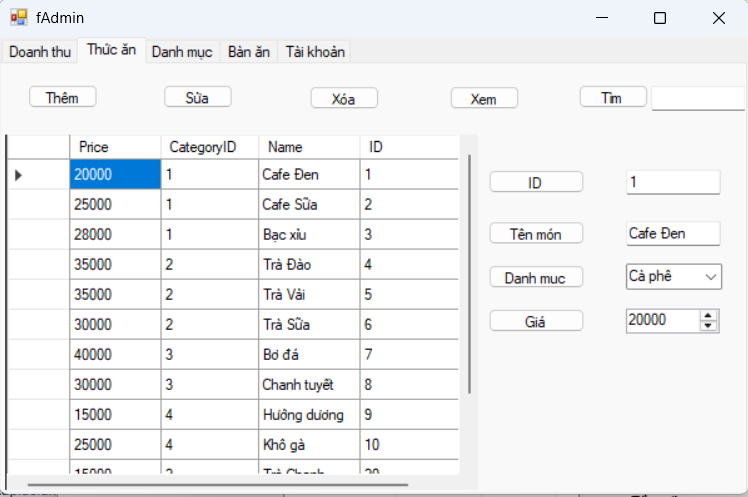 fAdmin
Doanh thu Thức ăn Danh mục Bàn ăn Tài khoản
Thêm Sửa Xóa Xem Tìm
Price CategoryID Name ID
20000 1 Cafe Đen 1
25000 1 Cafe Sữa 2
28000 1 Bạc xỉu 3
35000 2 Trà Đào 4
35000 2 Trà Vải 5
30000 2 Trà Sữa 6
40000 3 Bơ đá 7
30000 3 Chanh tuyết 8
15000 4 Hướng dương 9
25000 4 Khô gà 10
15000 2 Trà Chanh 20
ID 1
Tên món Cafe Đen
Danh muc Cà phê
Giá 20000